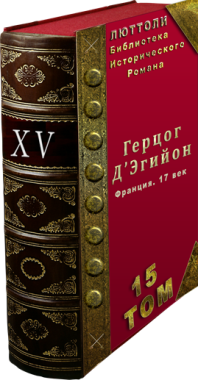 ЛЮТТОЛИ
Библиотека
Исторического
Романа
XV
Герцог
Д'Эгийон
Франция. 17 век
15
ТОМ